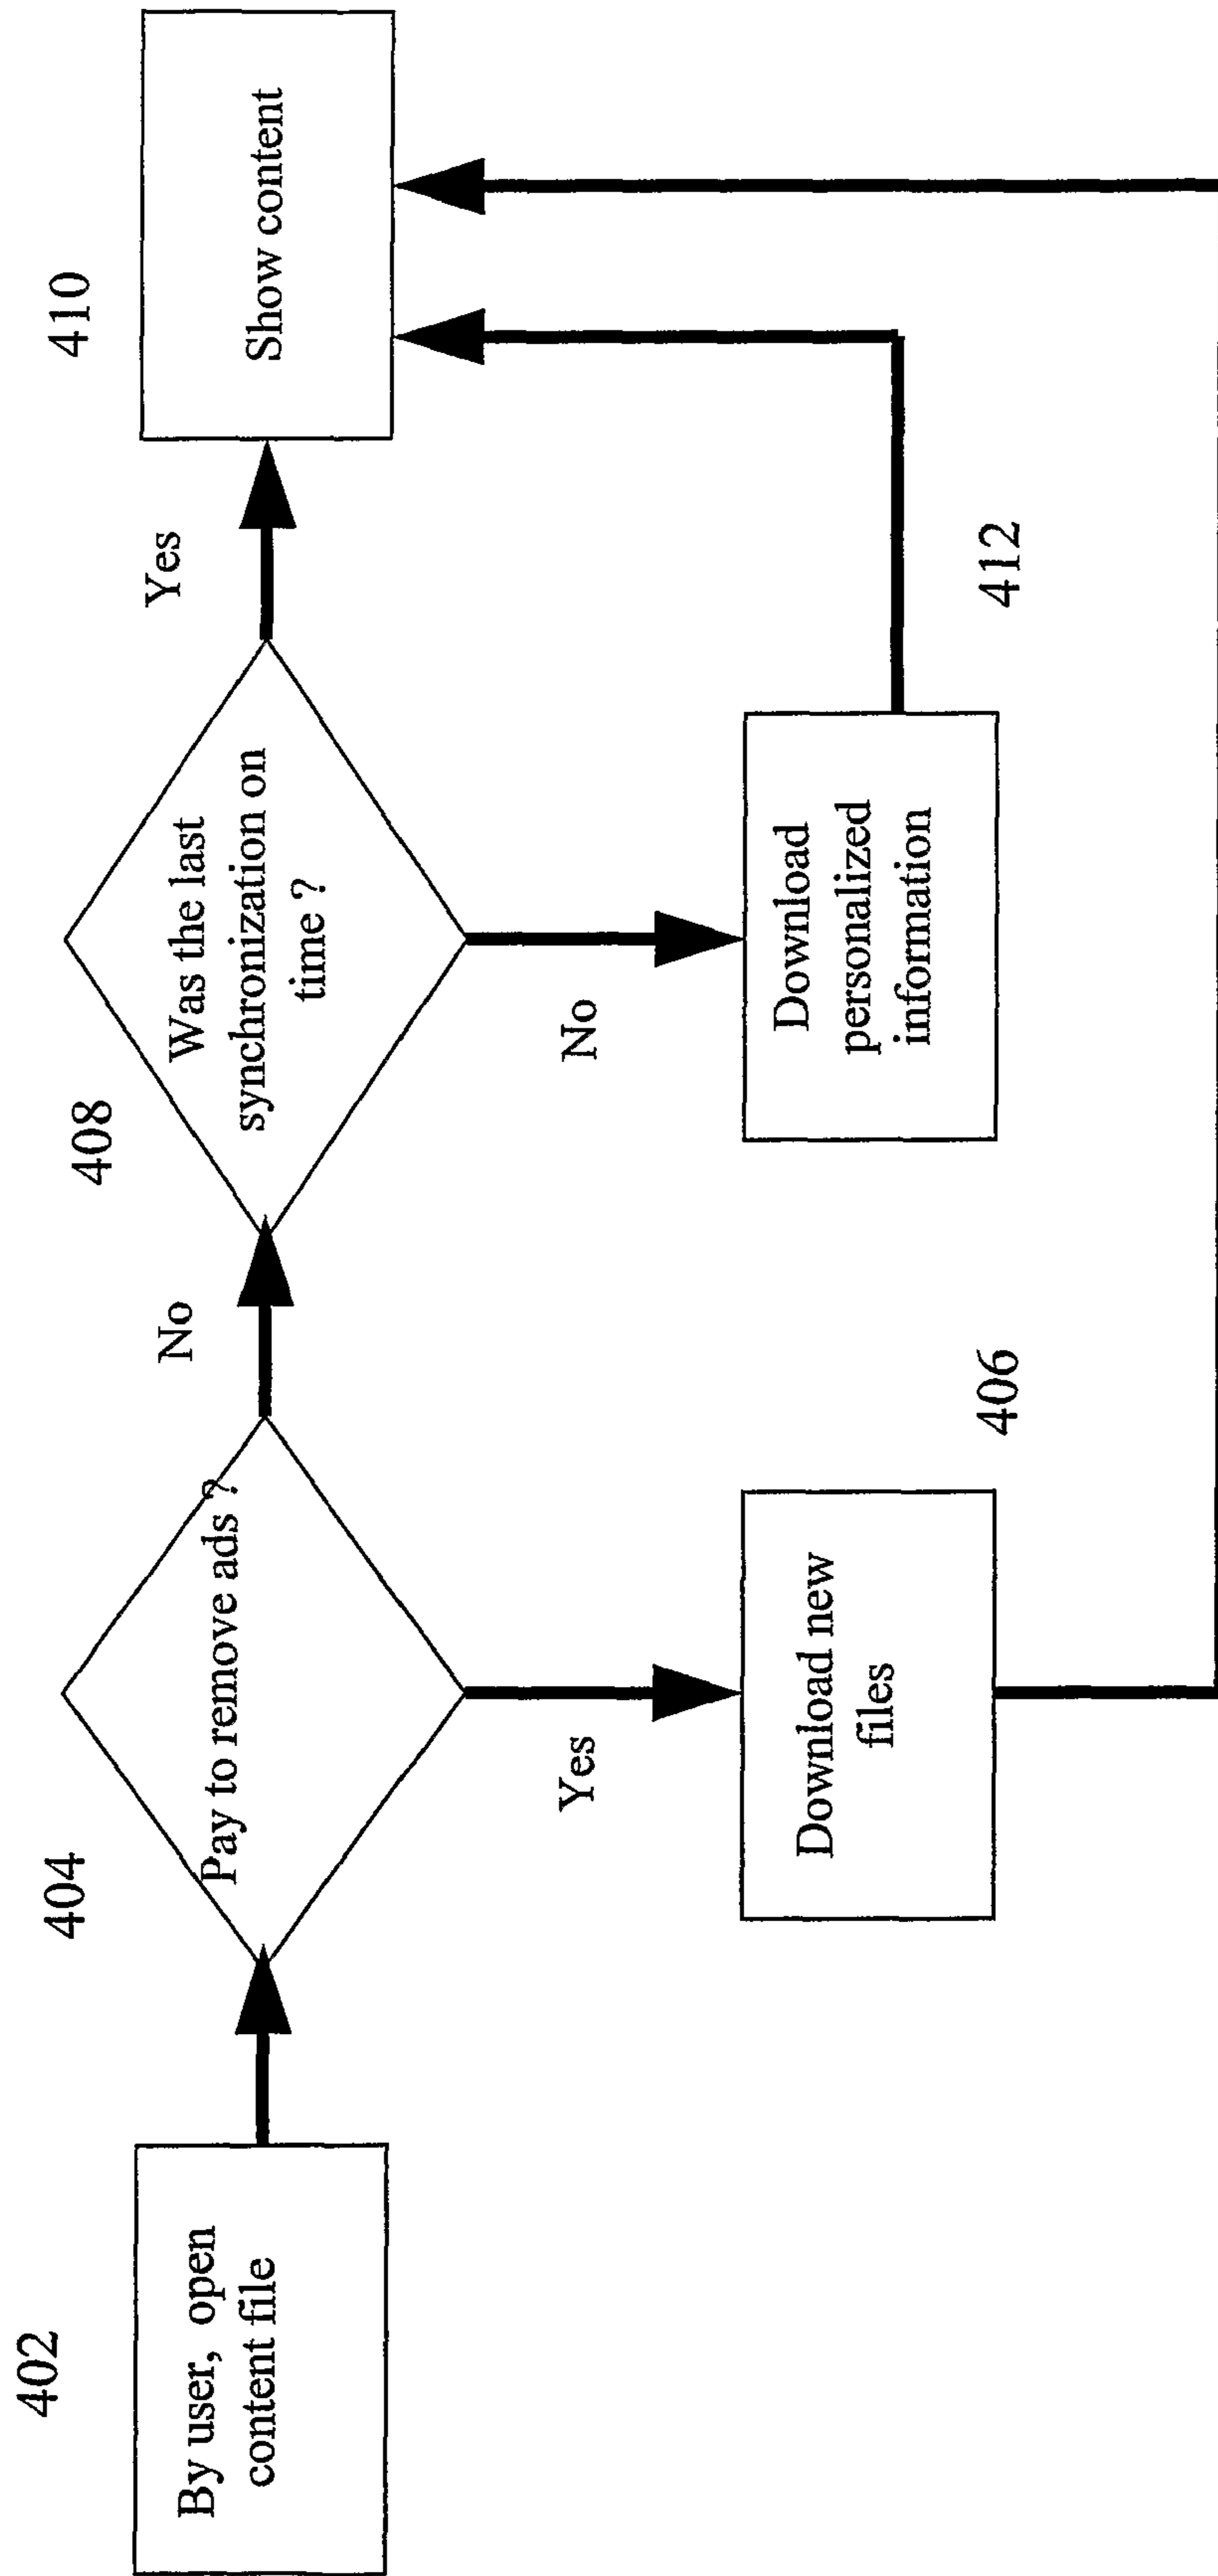 402
By user, open
content file
404
Pay to remove ads ?
No
Yes
406
Download new
files
408
Was the last
synchronization on
time ?
Yes
No
412
Download
personalized
information
410
Show content